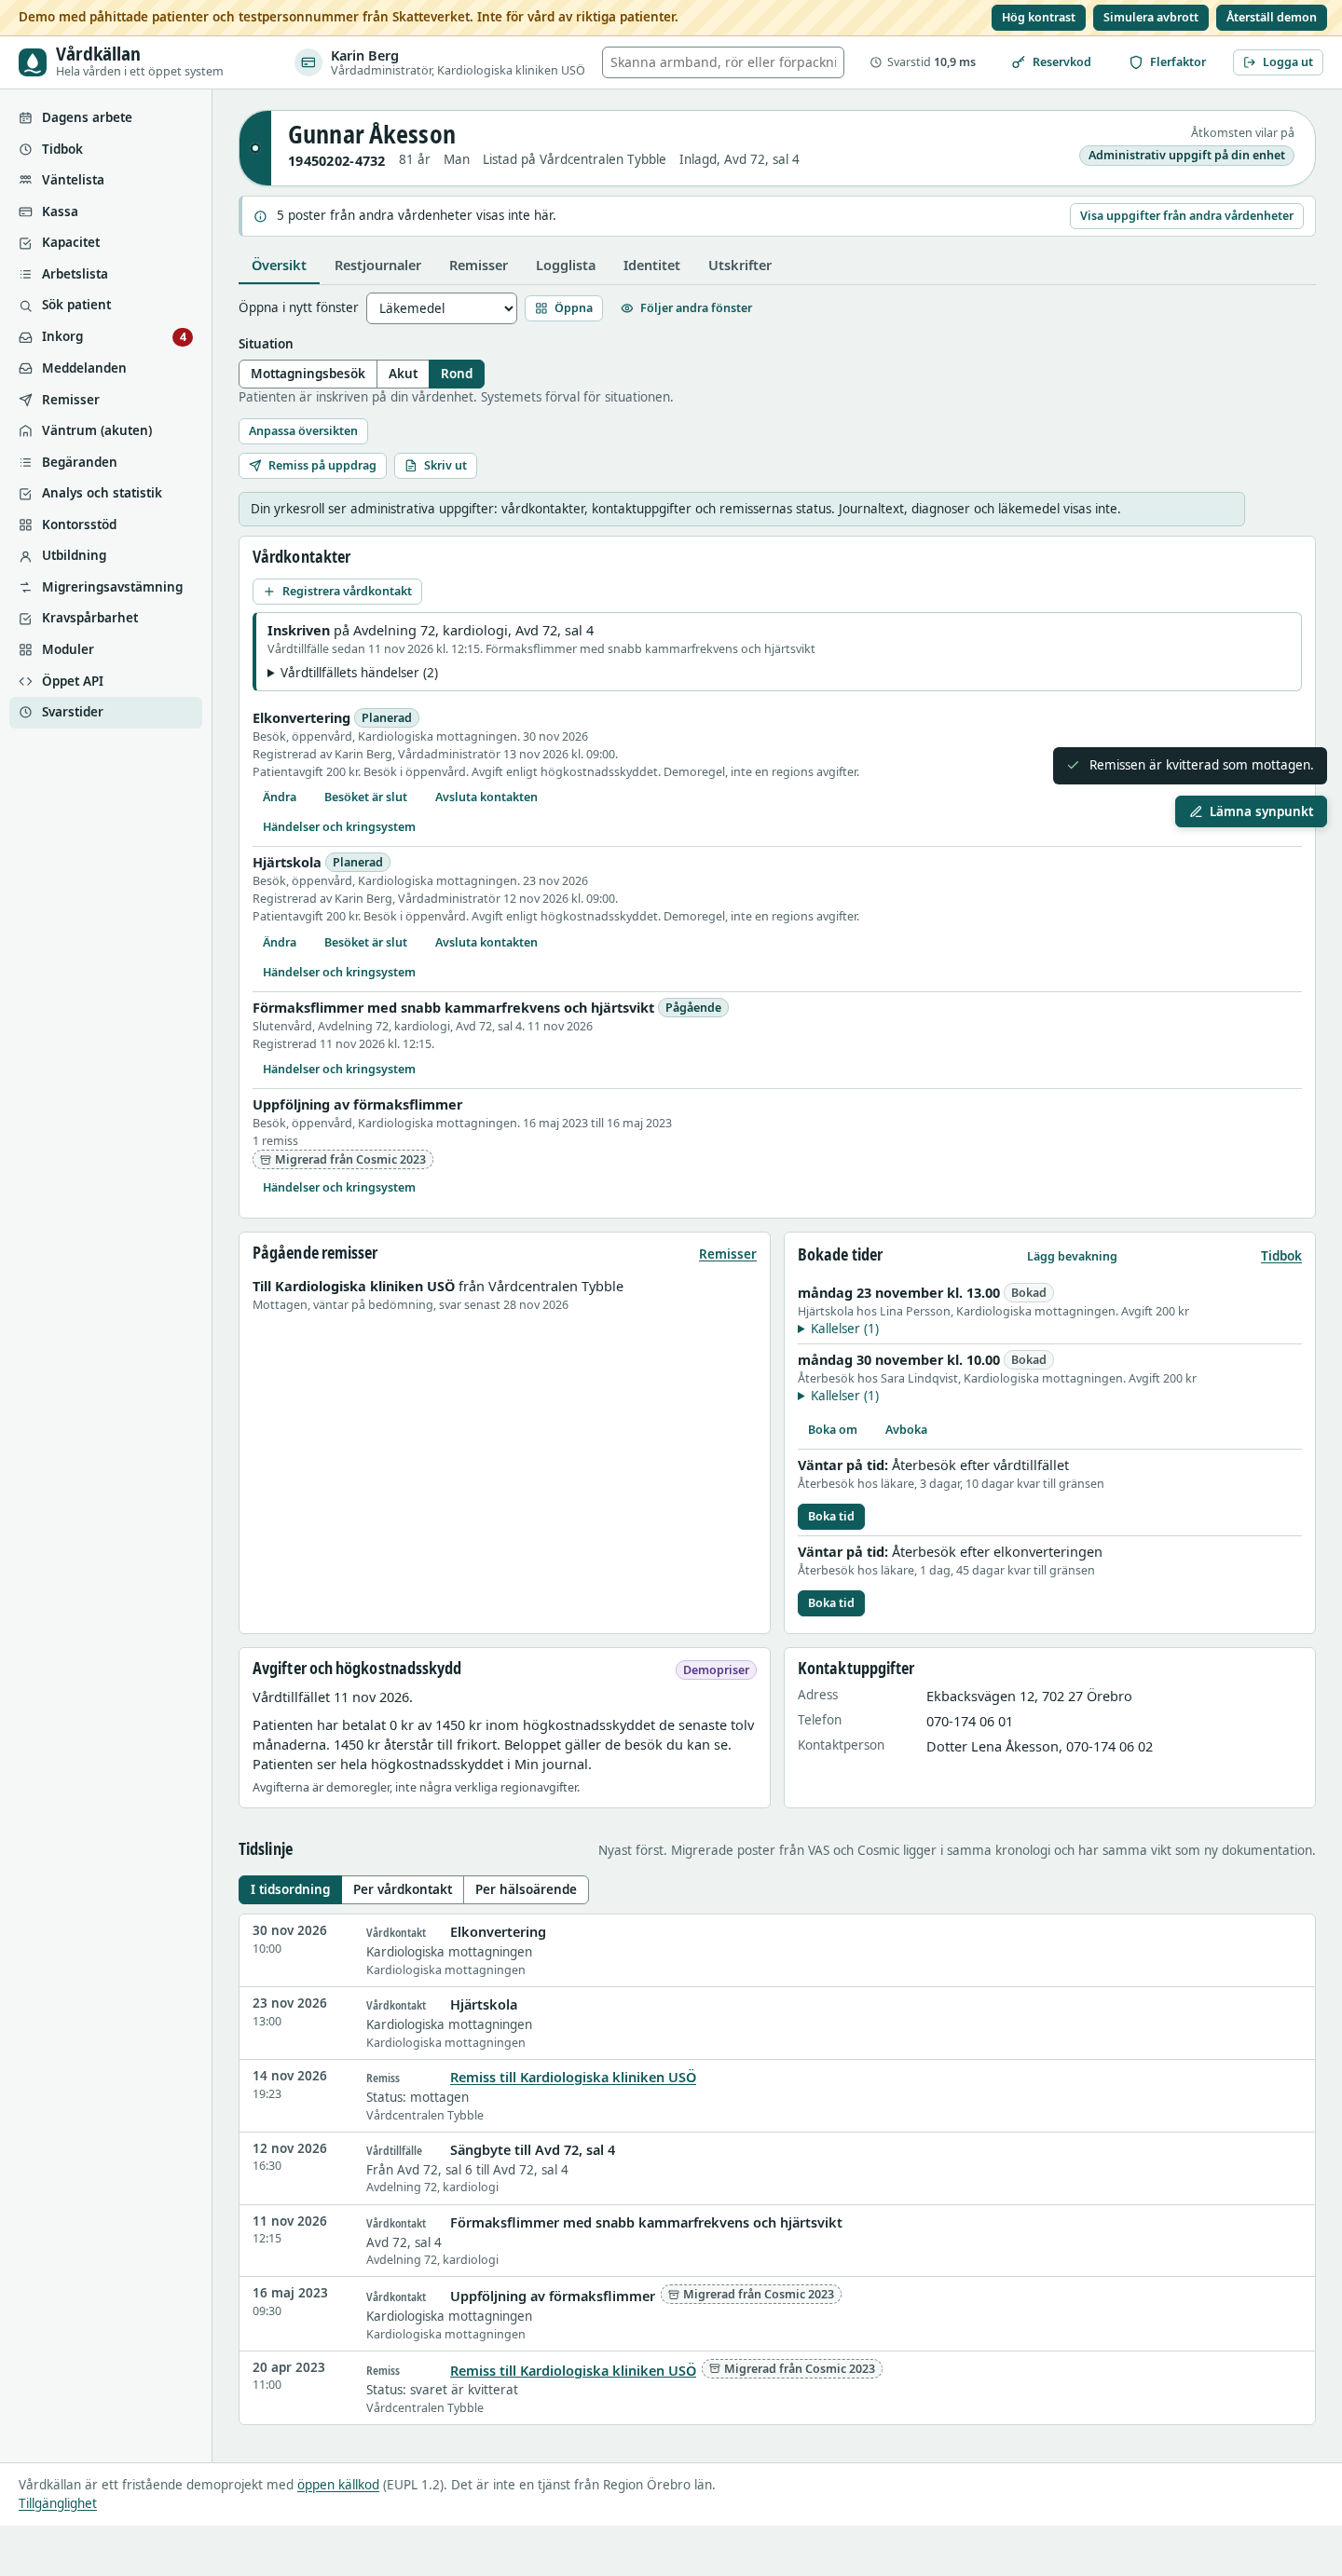 Demo med påhittade patienter och testpersonnummer från Skatteverket. Inte för vård av riktiga patienter.
Hög kontrast
Simulera avbrott
Återställ demon
Vårdkällan
Hela vården i ett öppet system
Karin Berg
Vårdadministratör, Kardiologiska kliniken USÖ
Skanna armband, rör eller förpackni
Svarstid 10,9 ms
Reservkod
Flerfaktor
Logga ut
Dagens arbete
Tidbok
Väntelista
Kassa
Kapacitet
Arbetslista
Sök patient
Inkorg 4
Meddelanden
Remisser
Väntrum (akuten)
Begäranden
Analys och statistik
Kontorsstöd
Utbildning
Migreringsavstämning
Kravspårbarhet
Moduler
Öppet API
Svarstider
Gunnar Åkesson
19450202-4732 81 år Man Listad på Vårdcentralen Tybble Inlagd, Avd 72, sal 4
Åtkomsten vilar på
Administrativ uppgift på din enhet
5 poster från andra vårdenheter visas inte här.
Visa uppgifter från andra vårdenheter
Översikt Restjournaler Remisser Logglista Identitet Utskrifter
Öppna i nytt fönster Läkemedel Öppna Följer andra fönster
Situation
Mottagningsbesök Akut Rond
Patienten är inskriven på din vårdenhet. Systemets förval för situationen.
Anpassa översikten
Remiss på uppdrag Skriv ut
Din yrkesroll ser administrativa uppgifter: vårdkontakter, kontaktuppgifter och remissernas status. Journaltext, diagnoser och läkemedel visas inte.
Vårdkontakter
Registrera vårdkontakt
Inskriven på Avdelning 72, kardiologi, Avd 72, sal 4
Vårdtillfälle sedan 11 nov 2026 kl. 12:15. Förmaksflimmer med snabb kammarfrekvens och hjärtsvikt
Vårdtillfällets händelser (2)
Elkonvertering Planerad
Besök, öppenvård, Kardiologiska mottagningen. 30 nov 2026
Registrerad av Karin Berg, Vårdadministratör 13 nov 2026 kl. 09:00.
Patientavgift 200 kr. Besök i öppenvård. Avgift enligt högkostnadsskyddet. Demoregel, inte en regions avgifter.
Ändra Besöket är slut Avsluta kontakten
Händelser och kringsystem
Remissen är kvitterad som mottagen.
Lämna synpunkt
Hjärtskola Planerad
Besök, öppenvård, Kardiologiska mottagningen. 23 nov 2026
Registrerad av Karin Berg, Vårdadministratör 12 nov 2026 kl. 09:00.
Patientavgift 200 kr. Besök i öppenvård. Avgift enligt högkostnadsskyddet. Demoregel, inte en regions avgifter.
Ändra Besöket är slut Avsluta kontakten
Händelser och kringsystem
Förmaksflimmer med snabb kammarfrekvens och hjärtsvikt Pågående
Slutenvård, Avdelning 72, kardiologi, Avd 72, sal 4. 11 nov 2026
Registrerad 11 nov 2026 kl. 12:15.
Händelser och kringsystem
Uppföljning av förmaksflimmer
Besök, öppenvård, Kardiologiska mottagningen. 16 maj 2023 till 16 maj 2023
1 remiss
Migrerad från Cosmic 2023
Händelser och kringsystem
Pågående remisser Remisser
Till Kardiologiska kliniken USÖ från Vårdcentralen Tybble
Mottagen, väntar på bedömning, svar senast 28 nov 2026
Bokade tider Lägg bevakning Tidbok
måndag 23 november kl. 13.00 Bokad
Hjärtskola hos Lina Persson, Kardiologiska mottagningen. Avgift 200 kr
Kallelser (1)
måndag 30 november kl. 10.00 Bokad
Återbesök hos Sara Lindqvist, Kardiologiska mottagningen. Avgift 200 kr
Kallelser (1)
Boka om Avboka
Väntar på tid: Återbesök efter vårdtillfället
Återbesök hos läkare, 3 dagar, 10 dagar kvar till gränsen
Boka tid
Väntar på tid: Återbesök efter elkonverteringen
Återbesök hos läkare, 1 dag, 45 dagar kvar till gränsen
Boka tid
Avgifter och högkostnadsskydd Demopriser
Vårdtillfället 11 nov 2026.
Patienten har betalat 0 kr av 1450 kr inom högkostnadsskyddet de senaste tolv
månaderna. 1450 kr återstår till frikort. Beloppet gäller de besök du kan se.
Patienten ser hela högkostnadsskyddet i Min journal.
Avgifterna är demoregler, inte några verkliga regionavgifter.
Kontaktuppgifter
Adress Ekbacksvägen 12, 702 27 Örebro
Telefon 070-174 06 01
Kontaktperson Dotter Lena Åkesson, 070-174 06 02
Tidslinje
Nyast först. Migrerade poster från VAS och Cosmic ligger i samma kronologi och har samma vikt som ny dokumentation.
I tidsordning Per vårdkontakt Per hälsoärende
30 nov 2026 Vårdkontakt Elkonvertering
10:00 Kardiologiska mottagningen
Kardiologiska mottagningen
23 nov 2026 Vårdkontakt Hjärtskola
13:00 Kardiologiska mottagningen
Kardiologiska mottagningen
14 nov 2026 Remiss Remiss till Kardiologiska kliniken USÖ
19:23 Status: mottagen
Vårdcentralen Tybble
12 nov 2026 Vårdtillfälle Sängbyte till Avd 72, sal 4
16:30 Från Avd 72, sal 6 till Avd 72, sal 4
Avdelning 72, kardiologi
11 nov 2026 Vårdkontakt Förmaksflimmer med snabb kammarfrekvens och hjärtsvikt
12:15 Avd 72, sal 4
Avdelning 72, kardiologi
16 maj 2023 Vårdkontakt Uppföljning av förmaksflimmer Migrerad från Cosmic 2023
09:30 Kardiologiska mottagningen
Kardiologiska mottagningen
20 apr 2023 Remiss Remiss till Kardiologiska kliniken USÖ Migrerad från Cosmic 2023
11:00 Status: svaret är kvitterat
Vårdcentralen Tybble
Vårdkällan är ett fristående demoprojekt med öppen källkod (EUPL 1.2). Det är inte en tjänst från Region Örebro län.
Tillgänglighet